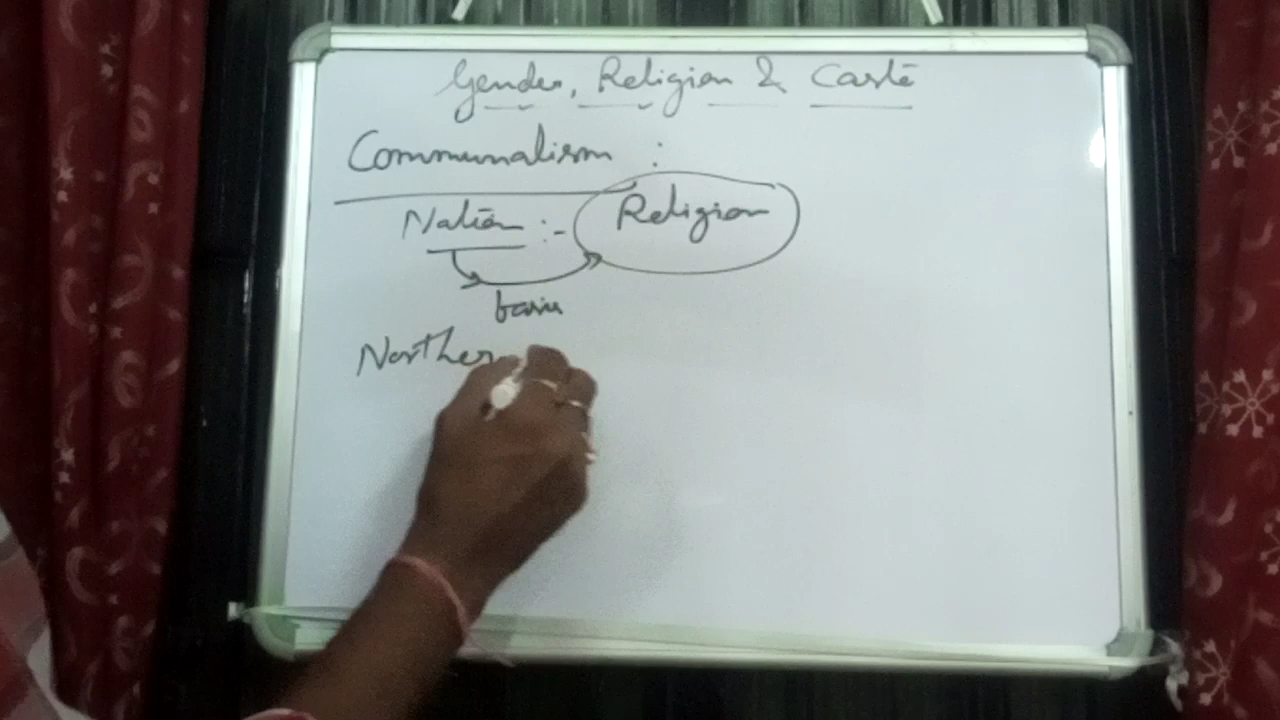 Gender, Religion & Caste
Communalism :
Nation :- Religion
basis
Norther